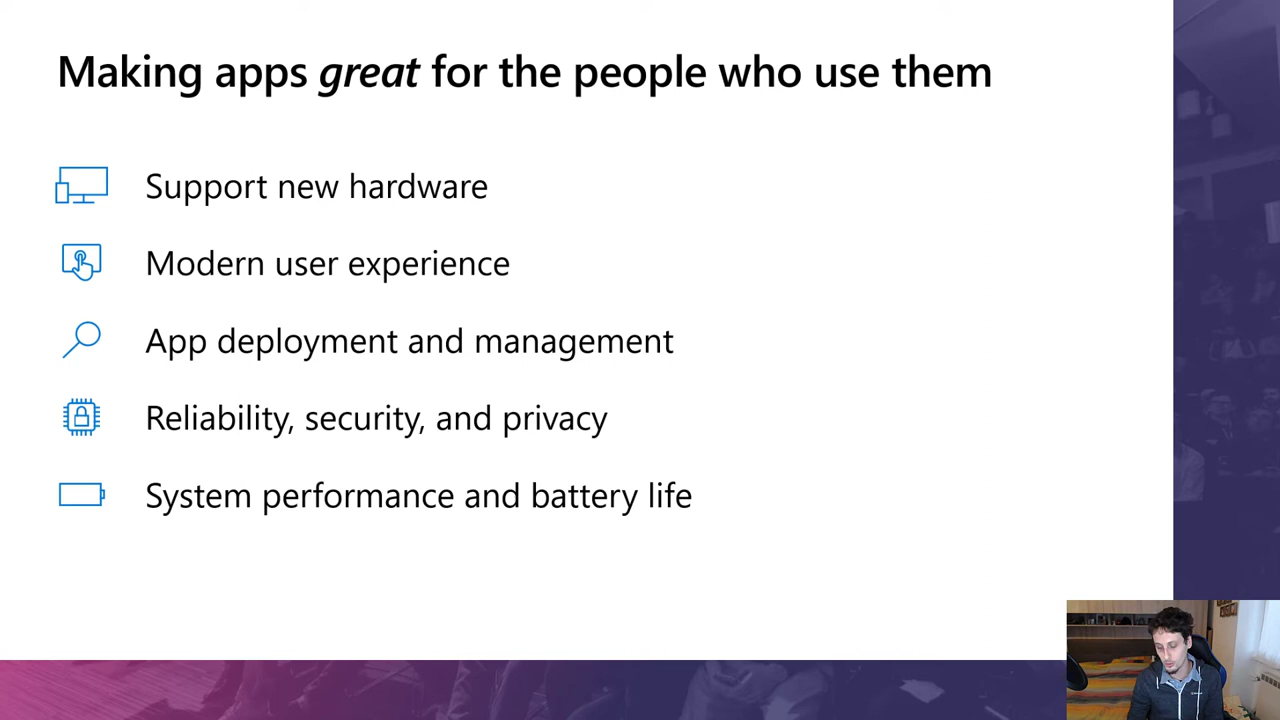 Making apps great for the people who use them
Support new hardware
Modern user experience
App deployment and management
Reliability, security, and privacy
System performance and battery life